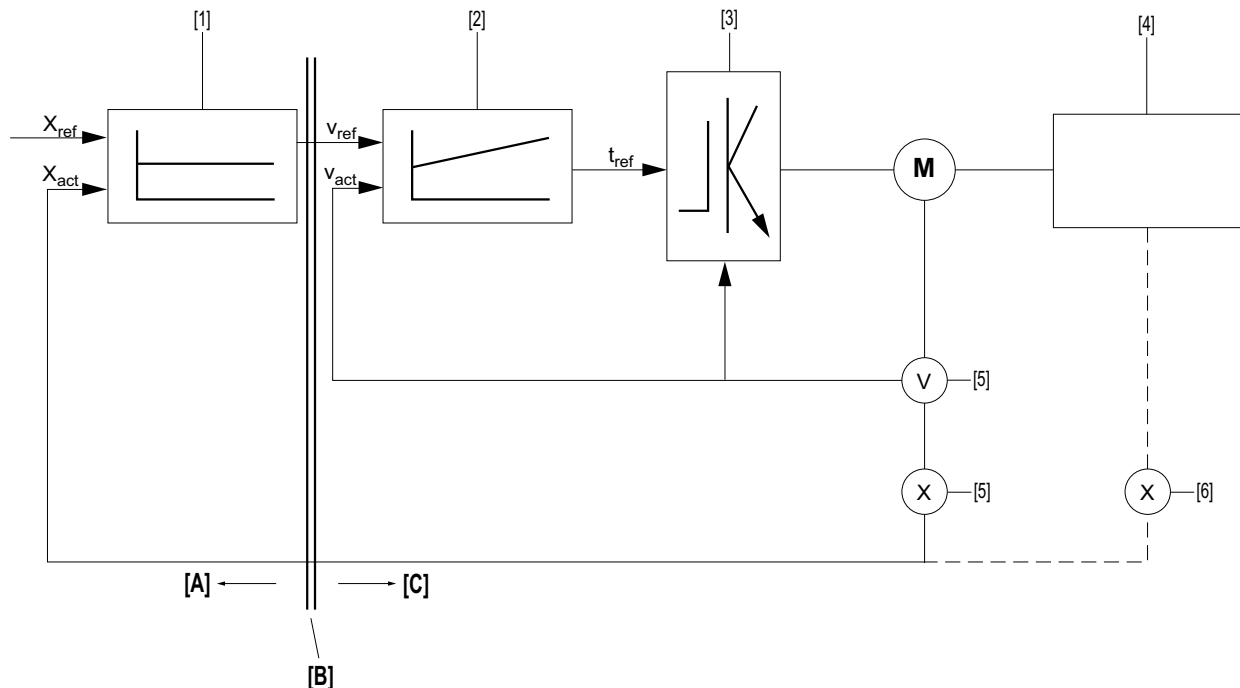 [1]
[2]
[3]
[4]
Xref
vref
Xact
vact
tref
M
V
[5]
X
[5]
X
[6]
[A]
[C]
[B]